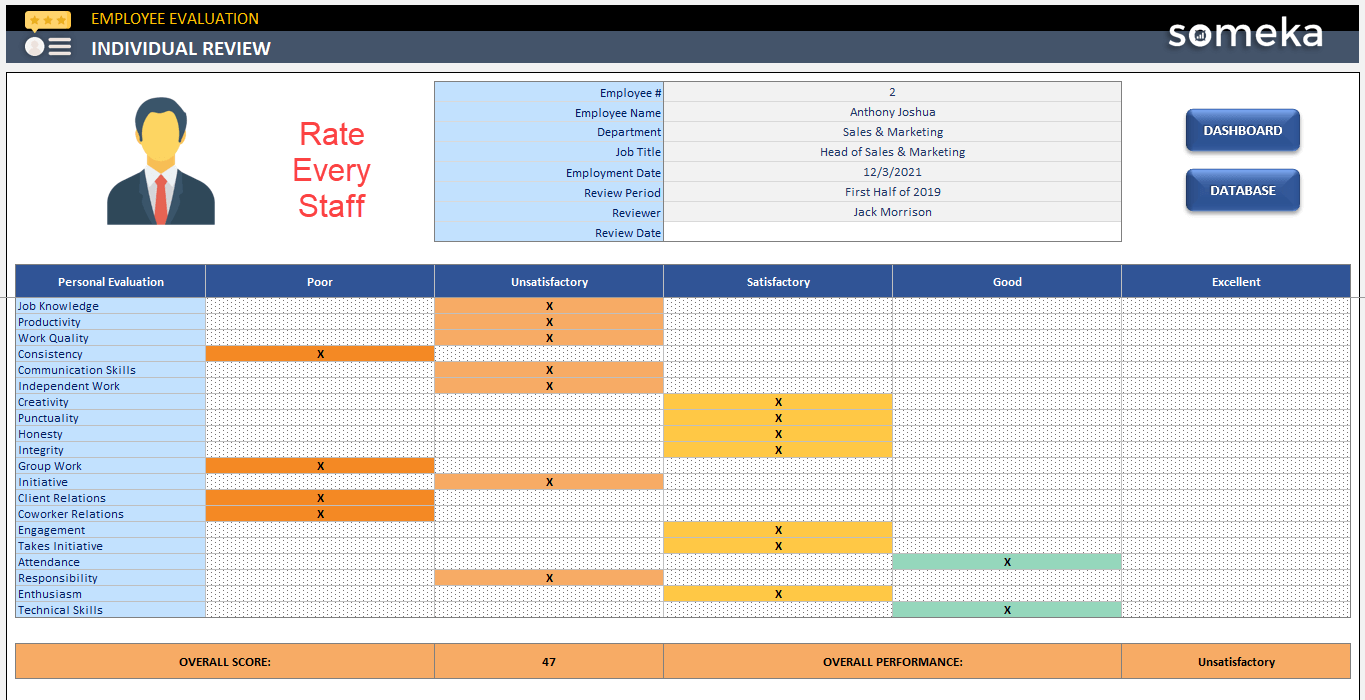 EMPLOYEE EVALUATION
INDIVIDUAL REVIEW
someka
Rate
Every
Staff
Employee # 2
Employee Name Anthony Joshua
Department Sales & Marketing
Job Title Head of Sales & Marketing
Employment Date 12/3/2021
Review Period First Half of 2019
Reviewer Jack Morrison
Review Date
DASHBOARD
DATABASE
Personal Evaluation Poor Unsatisfactory Satisfactory Good Excellent
Job Knowledge X
Productivity X
Work Quality X
Consistency X
Communication Skills X
Independent Work X
Creativity X
Punctuality X
Honesty X
Integrity X
Group Work X
Initiative X
Client Relations X
Coworker Relations X
Engagement X
Takes Initiative X
Attendance X
Responsibility X
Enthusiasm X
Technical Skills X
OVERALL SCORE: 47 OVERALL PERFORMANCE: Unsatisfactory